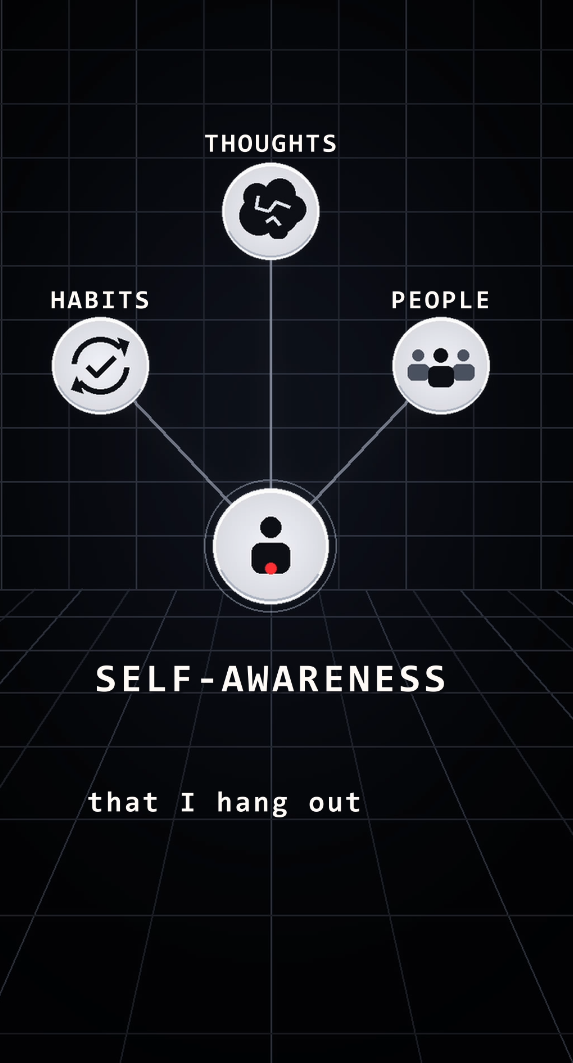 THOUGHTS
HABITS
PEOPLE
SELF-AWARENESS
that I hang out